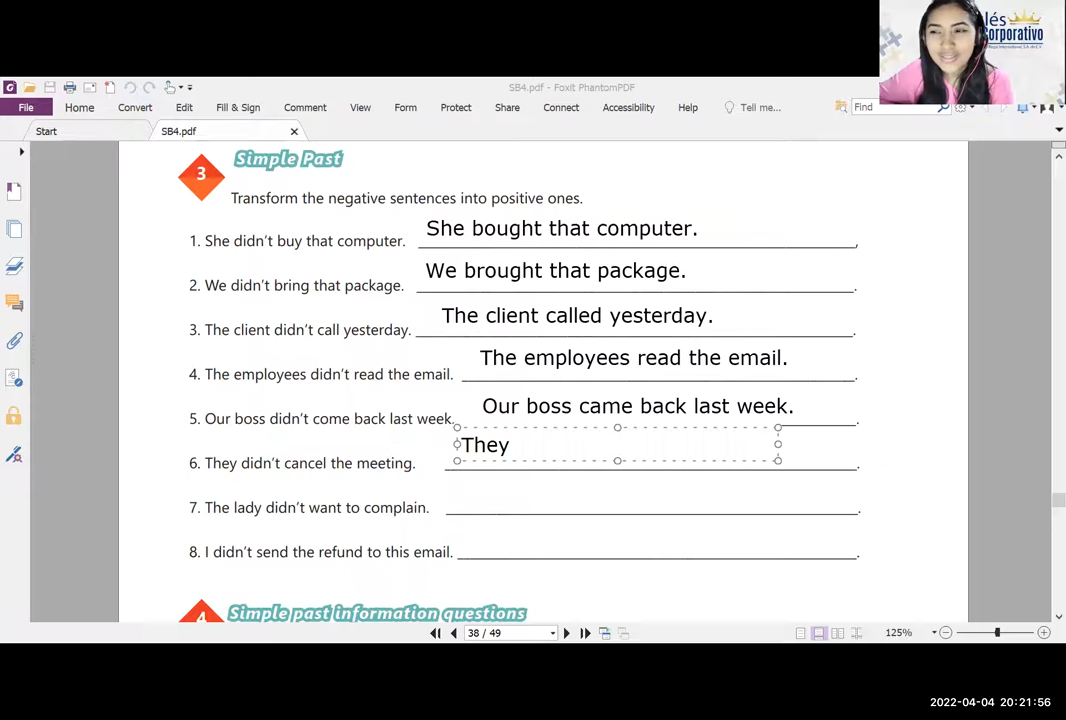 lés
Corporativo
SB4.pdf - Foxit PhantomPDF
File Home Convert Edit Fill & Sign Comment View Form Protect Share Connect Accessibility Help Tell me... Find
Start SB4.pdf
3 Simple Past
Transform the negative sentences into positive ones.
1. She didn't buy that computer. She bought that computer.
2. We didn't bring that package. We brought that package.
3. The client didn't call yesterday. The client called yesterday.
4. The employees didn't read the email. The employees read the email.
5. Our boss didn't come back last week. Our boss came back last week.
6. They didn't cancel the meeting. They
7. The lady didn't want to complain.
8. I didn't send the refund to this email.
4 Simple past information questions
38 / 49 125%
2022-04-04 20:21:56